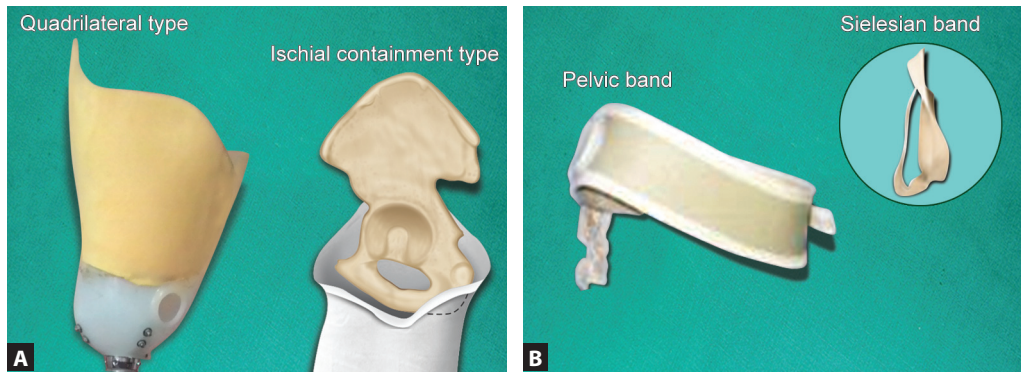 Quadrilateral type
Ischial containment type
A
Sielesian band
Pelvic band
B